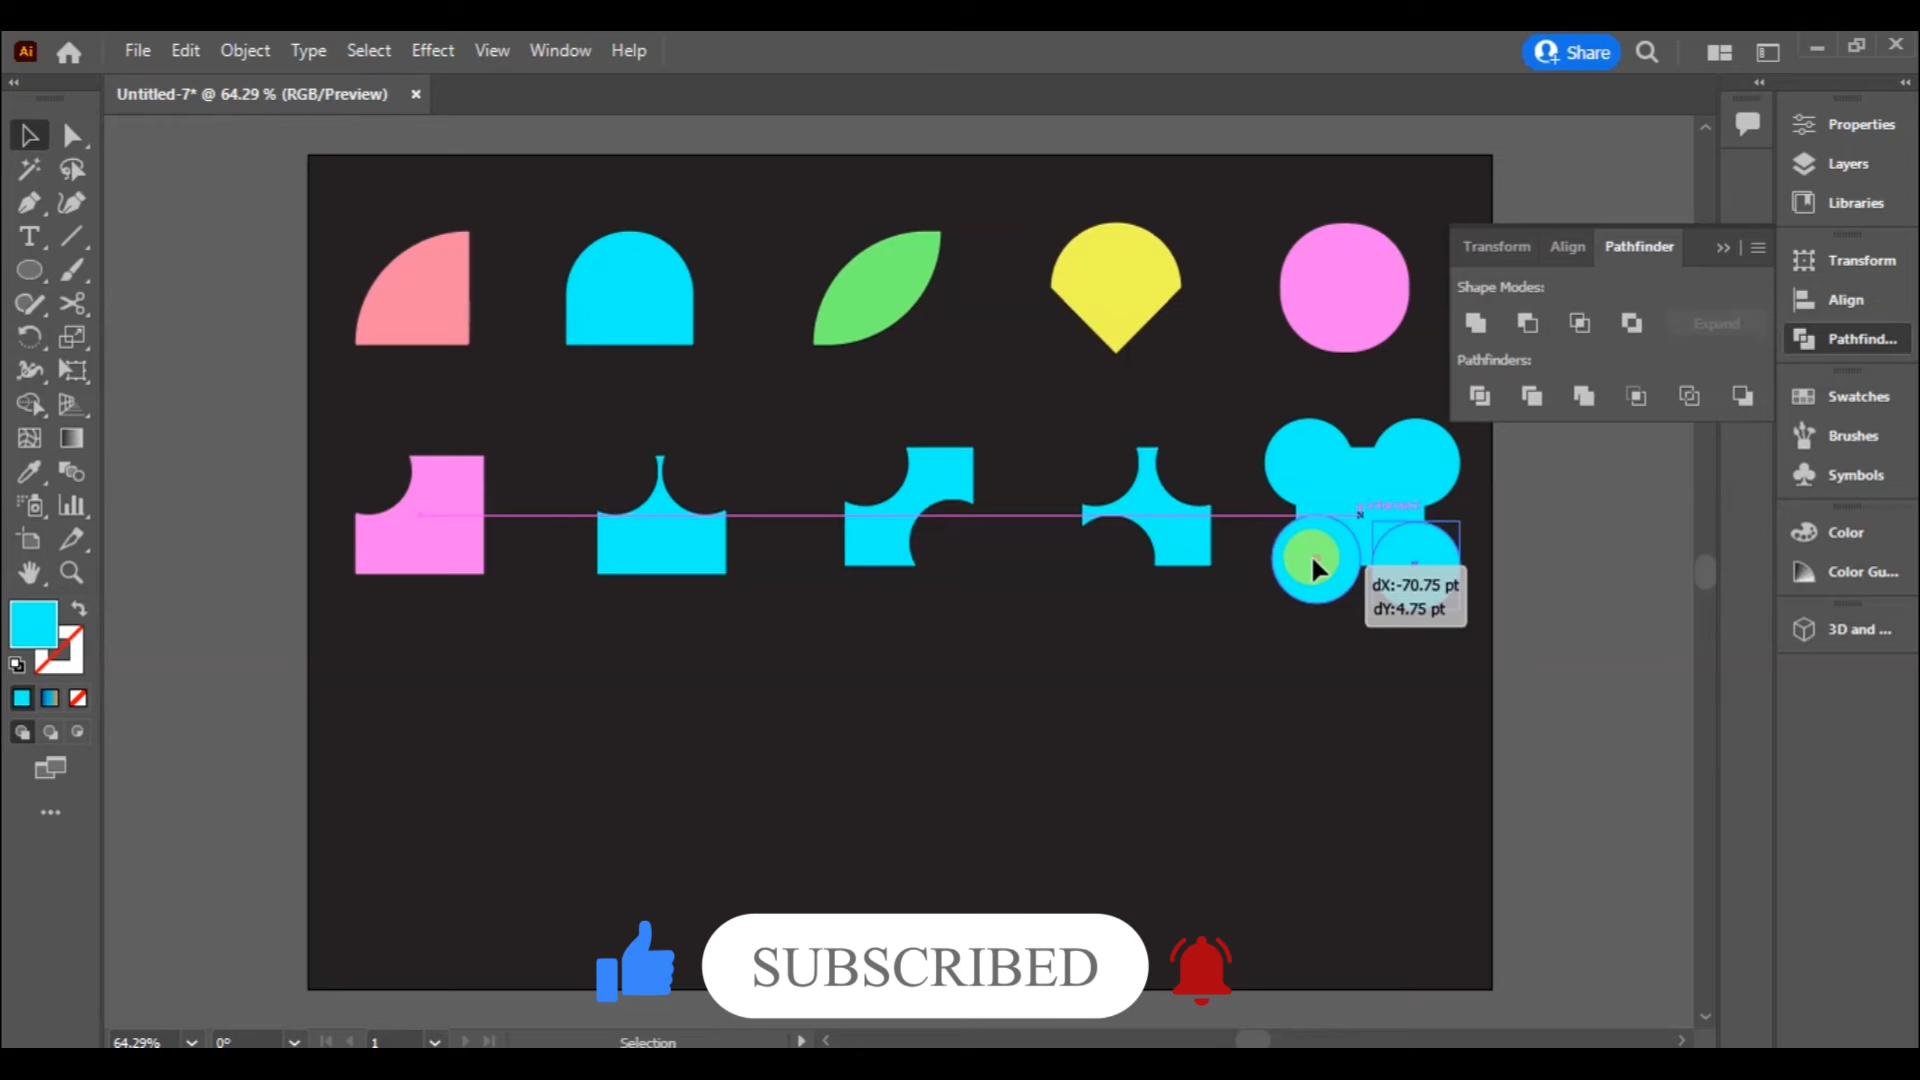 Ai
File Edit Object Type Select Effect View Window Help
Share
Untitled-7* @ 64.29 % (RGB/Preview)
Properties
Layers
Libraries
Transform Align Pathfinder
Shape Modes:
Expand
Pathfinders:
Transform
Align
Pathfind...
Swatches
Brushes
Symbols
Color
Color Gu...
3D and ...
dX:-70.75 pt
dY:4.75 pt
SUBSCRIBED
64.29% 0° 1 Selection